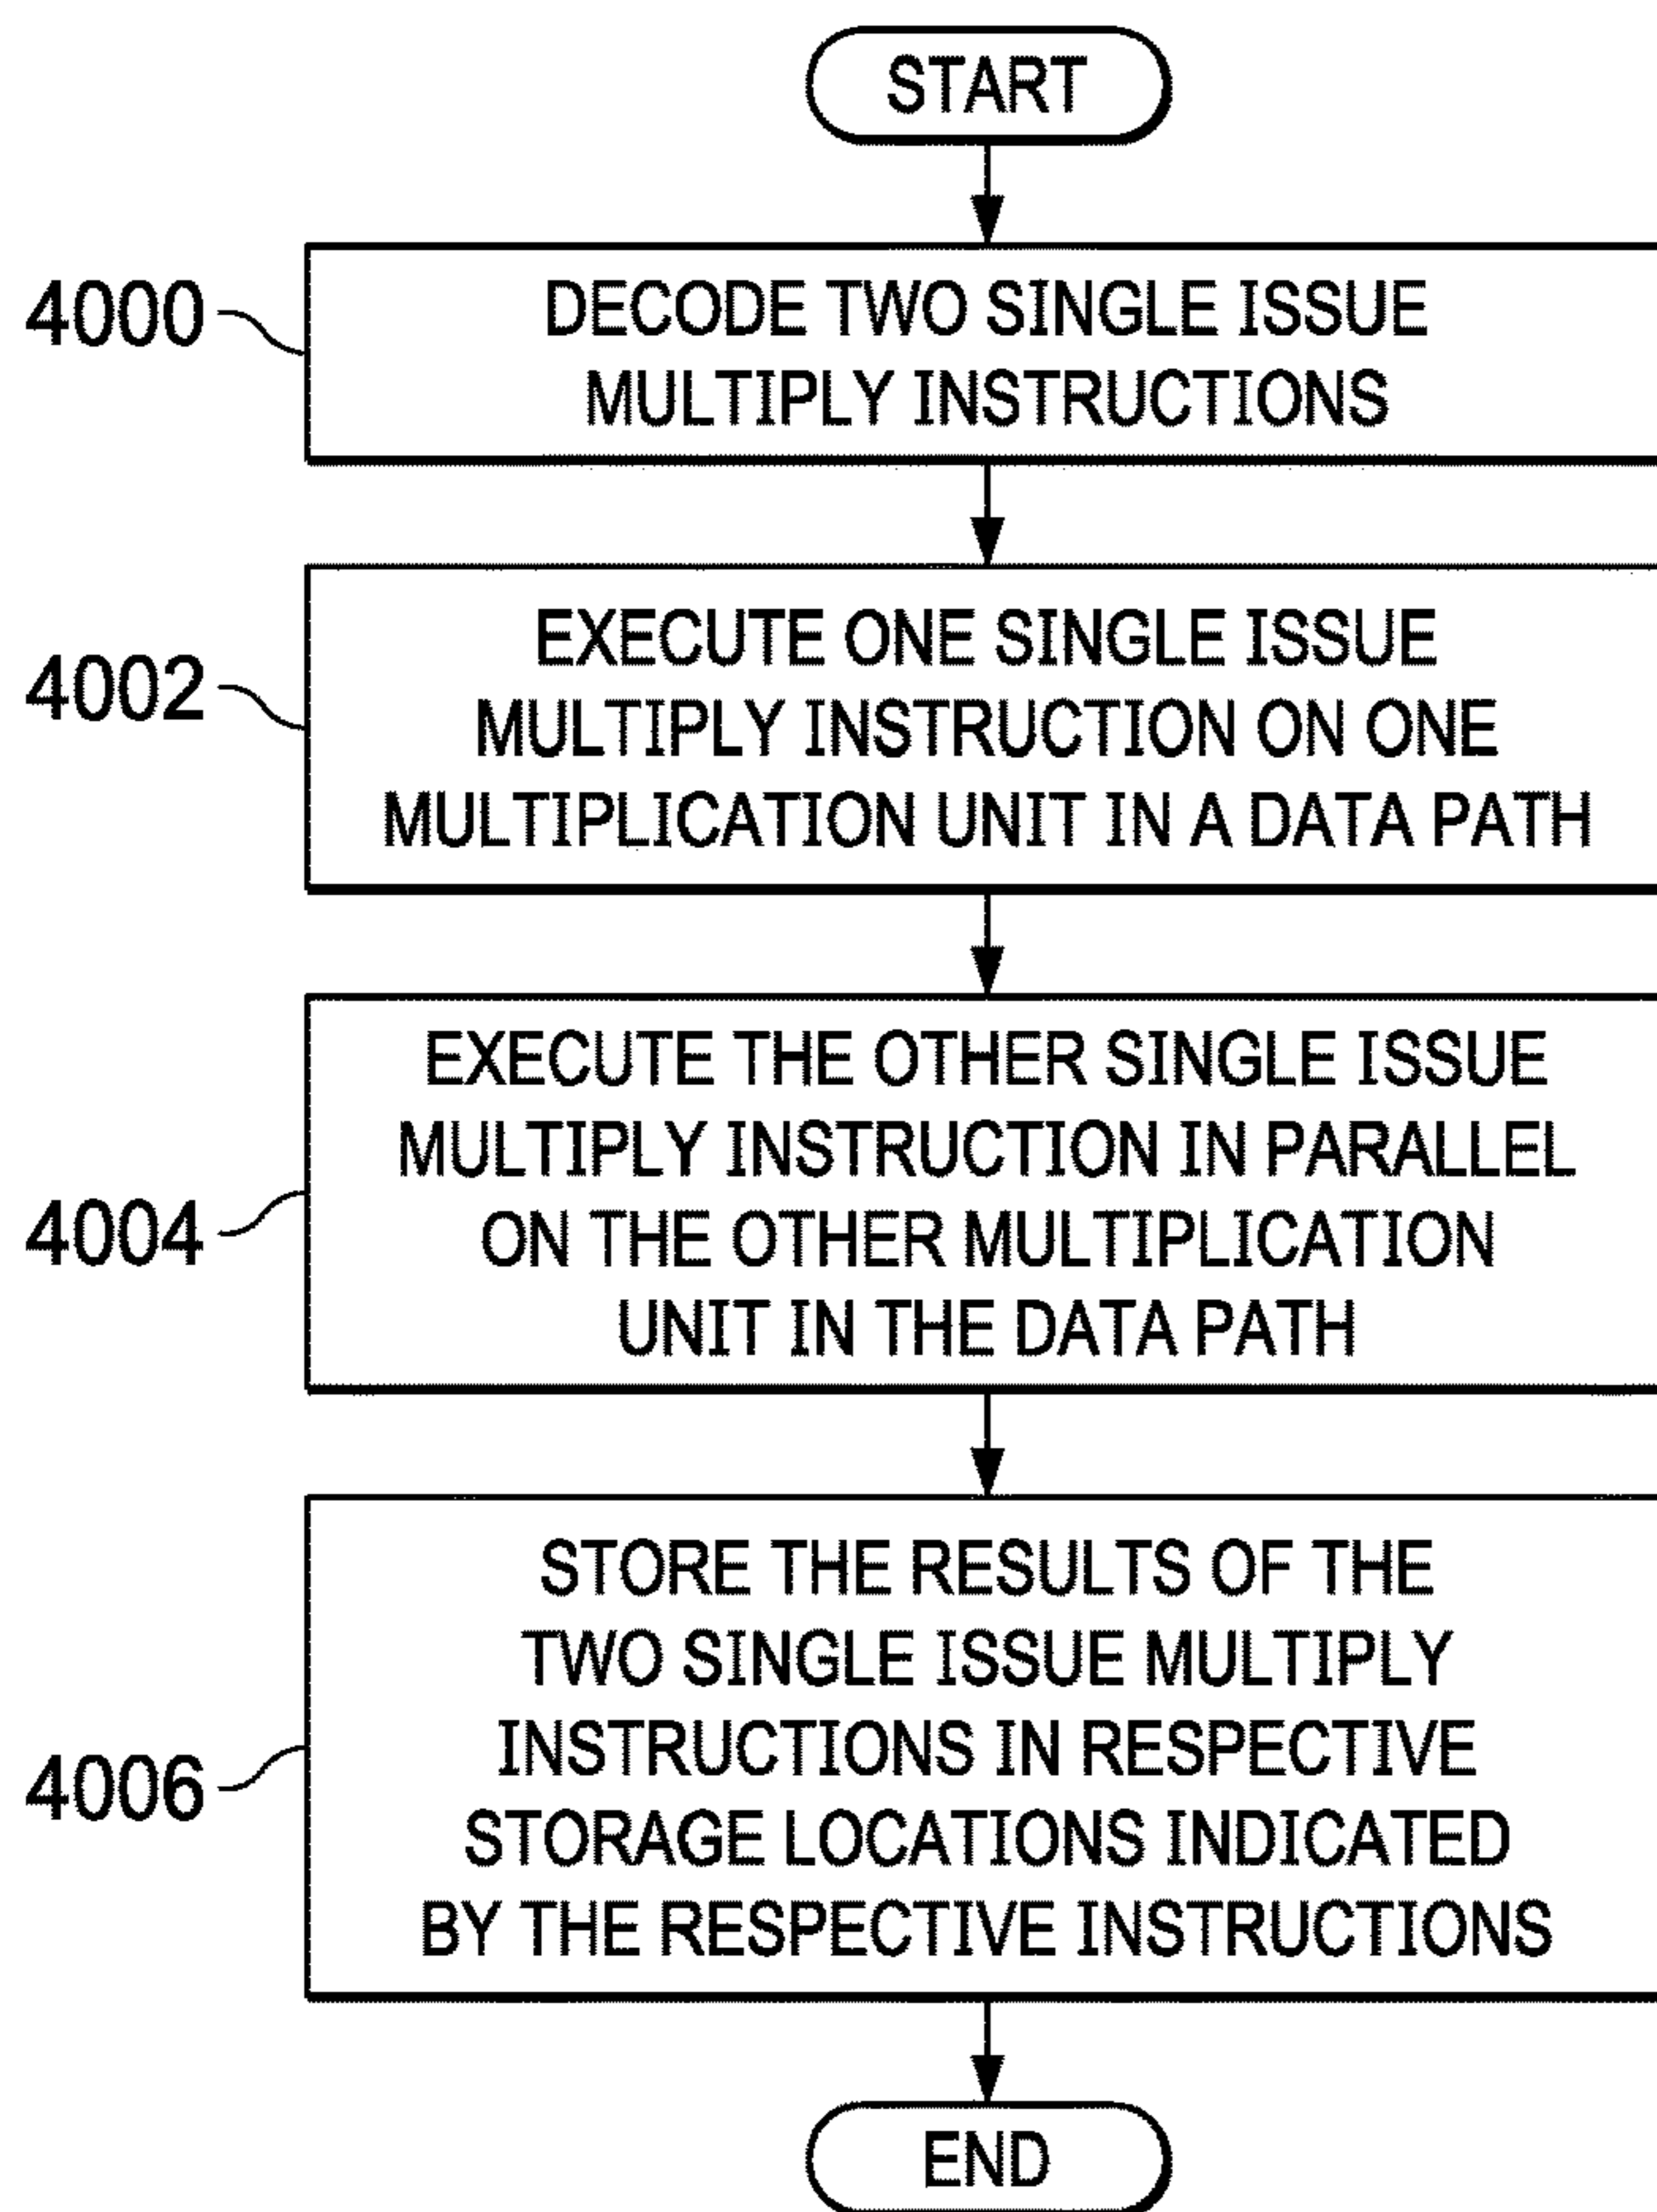 START
4000
DECODE TWO SINGLE ISSUE
MULTIPLY INSTRUCTIONS
4002
EXECUTE ONE SINGLE ISSUE
MULTIPLY INSTRUCTION ON ONE
MULTIPLICATION UNIT IN A DATA PATH
4004
EXECUTE THE OTHER SINGLE ISSUE
MULTIPLY INSTRUCTION IN PARALLEL
ON THE OTHER MULTIPLICATION
UNIT IN THE DATA PATH
4006
STORE THE RESULTS OF THE
TWO SINGLE ISSUE MULTIPLY
INSTRUCTIONS IN RESPECTIVE
STORAGE LOCATIONS INDICATED
BY THE RESPECTIVE INSTRUCTIONS
END